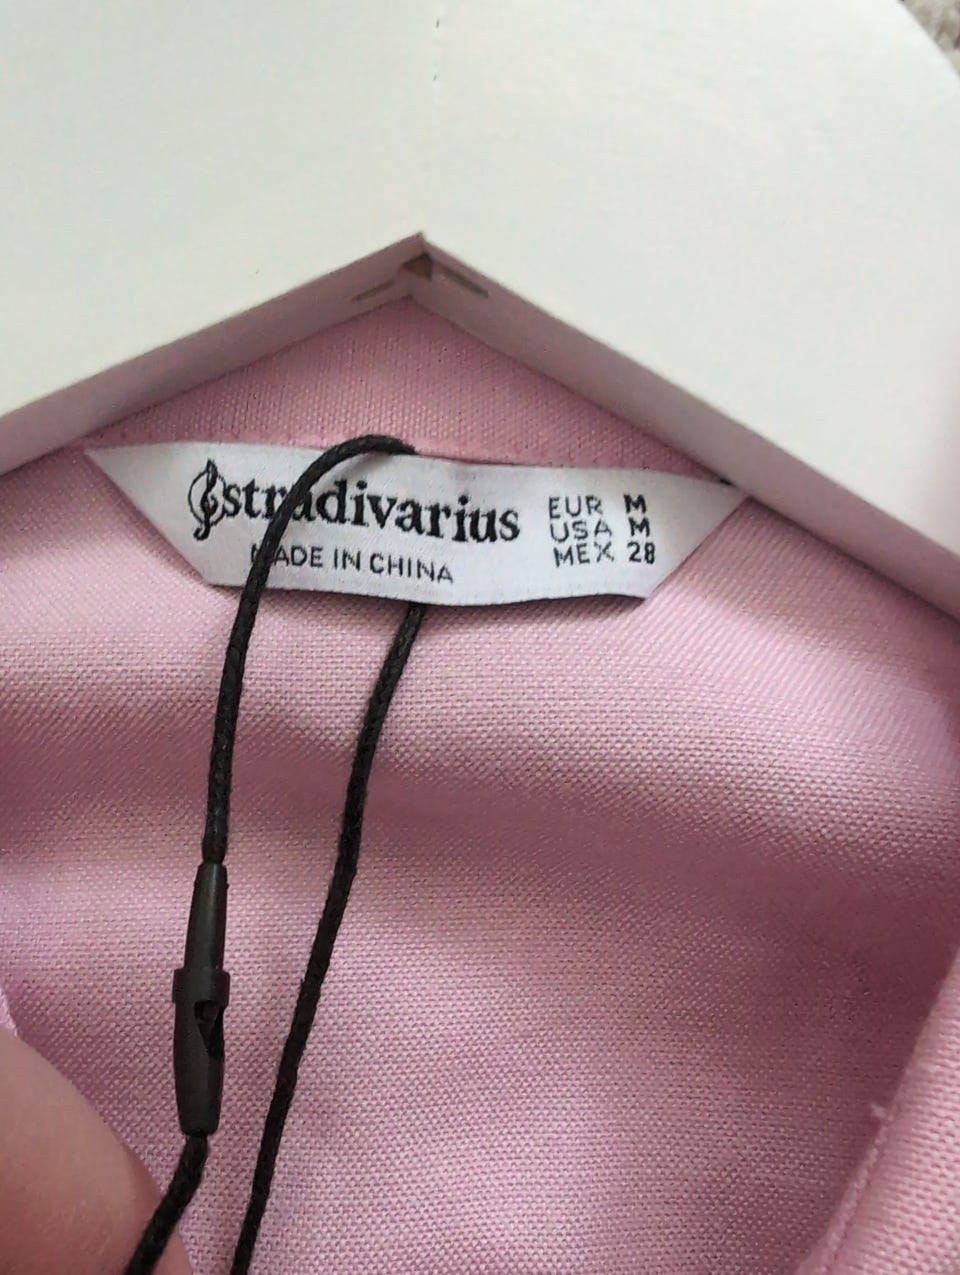 stradivarius
MADE IN CHINA
EUR M
USA M
MEX 28